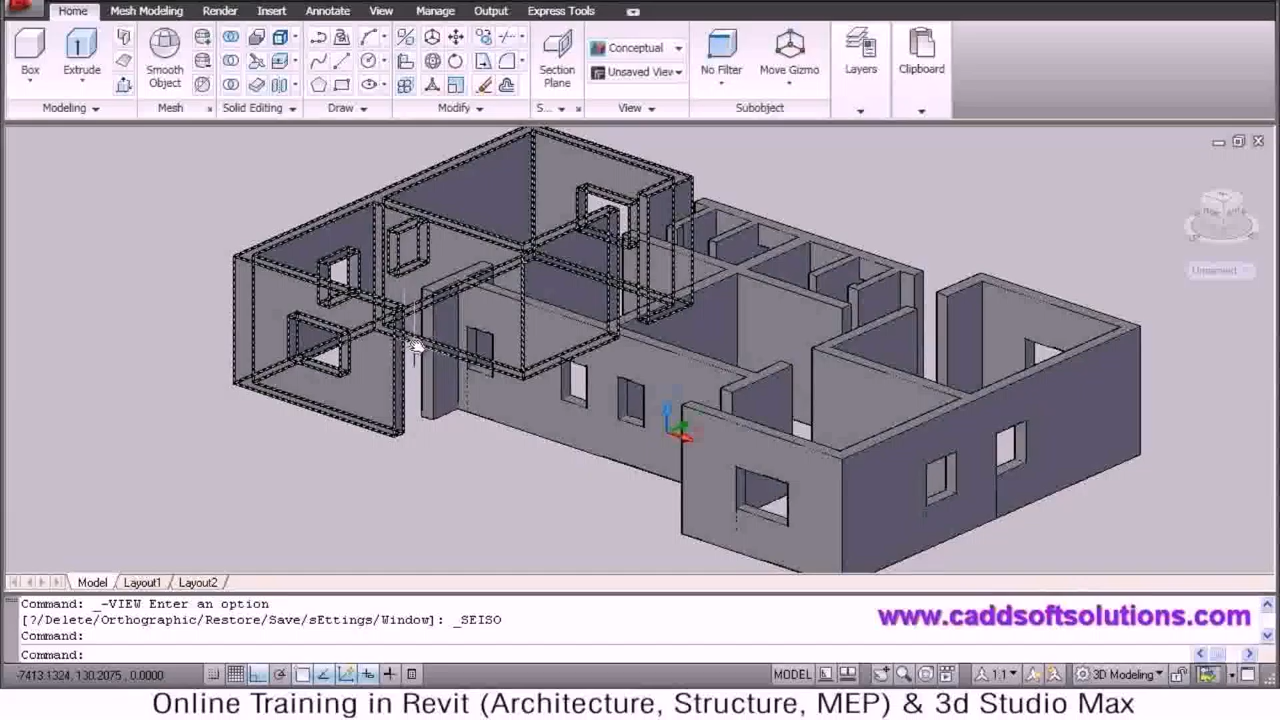 Home Mesh Modeling Render Insert Annotate View Manage Output Express Tools
Box Extrude Smooth Object Section Plane Conceptual Unsaved View No Filter Move Gizmo Layers Clipboard
Modeling Mesh Solid Editing Draw Modify S... View Subobject
Unnamed
Model Layout1 Layout2
Command: _-VIEW Enter an option
[?/Delete/Orthographic/Restore/Save/sEttings/Window]: _SEISO
Command:
Command:
www.caddsoftsolutions.com
-7413.1324, 130.2075, 0.0000 MODEL 1:1 3D Modeling
Online Training in Revit (Architecture, Structure, MEP) & 3d Studio Max